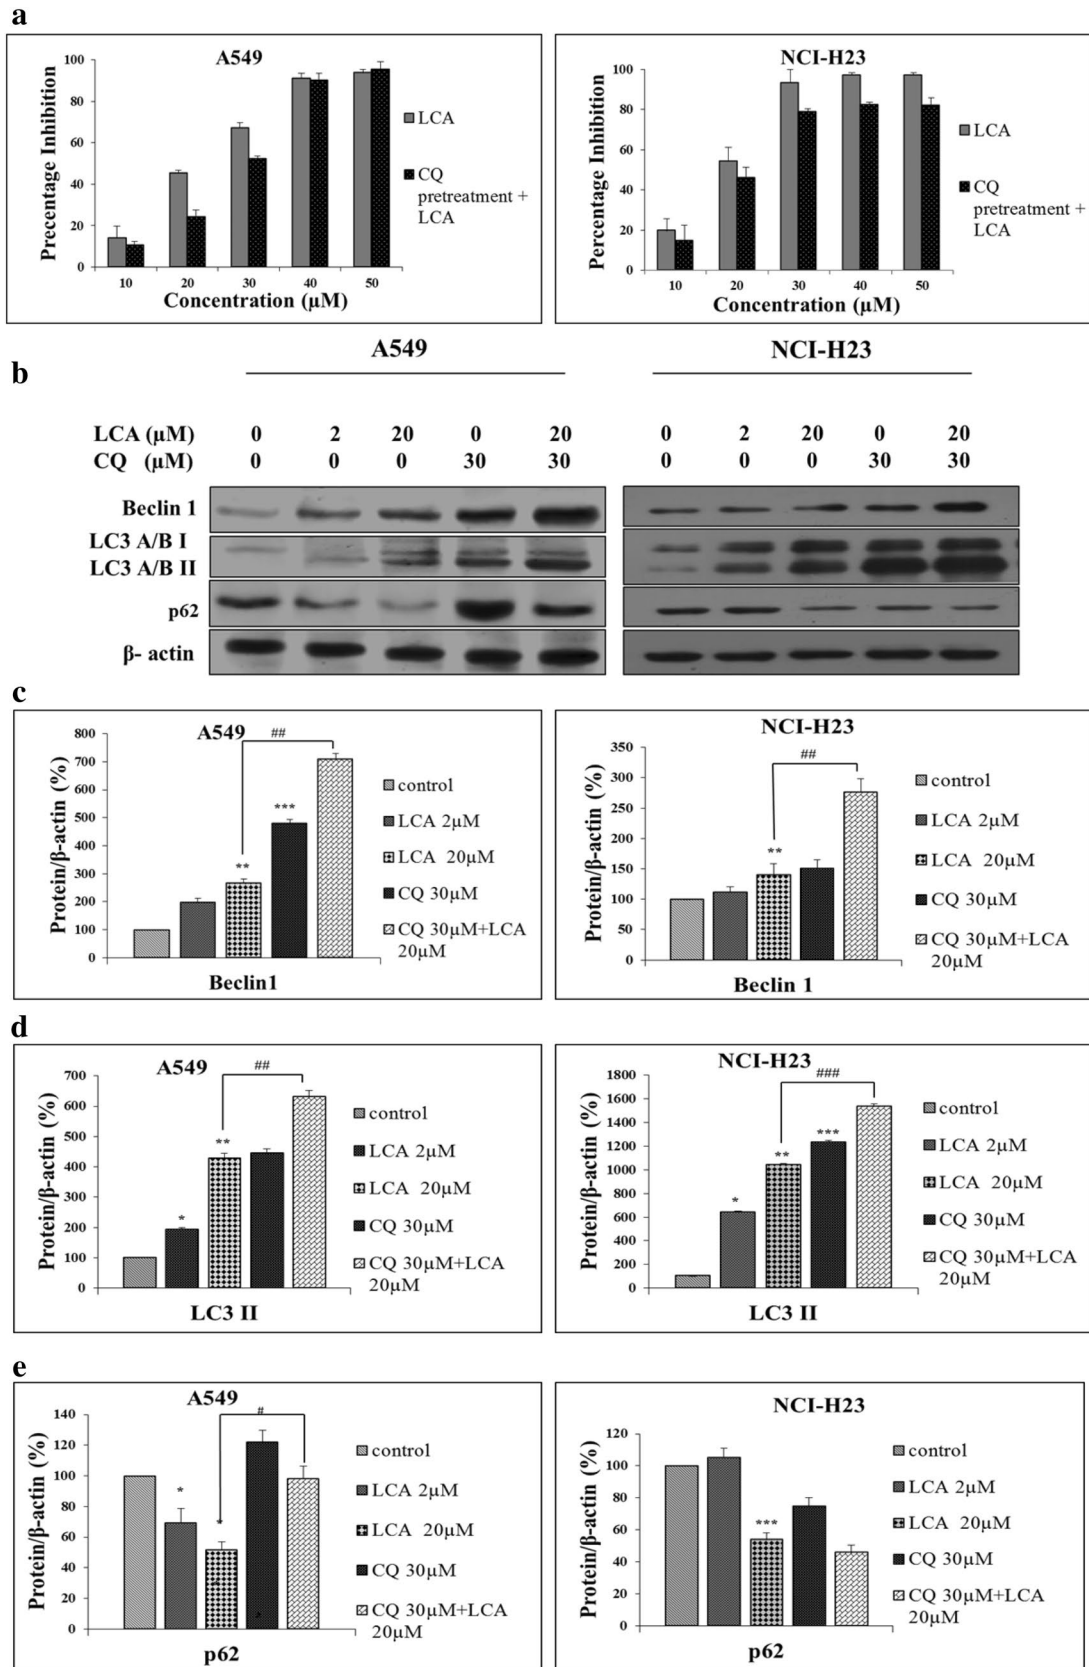 a
A549
100
80
60
40
20
0
Precentage Inhibition
10 20 30 40 50
Concentration (µM)
LCA
CQ
pretreatment +
LCA
NCI-H23
100
80
60
40
20
0
Percentage Inhibition
10 20 30 40 50
Concentration (µM)
LCA
CQ
pretreatment +
LCA
b
A549 NCI-H23
LCA (µM) 0 2 20 0 20 0 2 20 0 20
CQ (µM) 0 0 0 30 30 0 0 0 30 30
Beclin 1
LC3 A/B I
LC3 A/B II
p62
β- actin
c
A549
##
800
700
600
500
400
300
200
100
0
Protein/β-actin (%)
**
***
Beclin1
control
LCA 2µM
LCA 20µM
CQ 30µM
CQ 30µM+LCA
20µM
NCI-H23
##
350
300
250
200
150
100
50
0
Protein/β-actin (%)
**
Beclin 1
control
LCA 2µM
LCA 20µM
CQ 30µM
CQ 30µM+LCA
20µM
d
A549
##
700
600
500
400
300
200
100
0
Protein/β-actin (%)
*
**
LC3 II
control
LCA 2µM
LCA 20µM
CQ 30µM
CQ 30µM+LCA
20µM
NCI-H23
###
1800
1600
1400
1200
1000
800
600
400
200
0
Protein/β-actin (%)
*
**
***
LC3 II
control
LCA 2µM
LCA 20µM
CQ 30µM
CQ 30µM+LCA
20µM
e
A549
#
140
120
100
80
60
40
20
0
Protein/β-actin (%)
*
*
p62
control
LCA 2µM
LCA 20µM
CQ 30µM
CQ 30µM+LCA
20µM
NCI-H23
120
100
80
60
40
20
0
Protein/β-actin (%)
***
p62
control
LCA 2µM
LCA 20µM
CQ 30µM
CQ 30µM+LCA
20µM